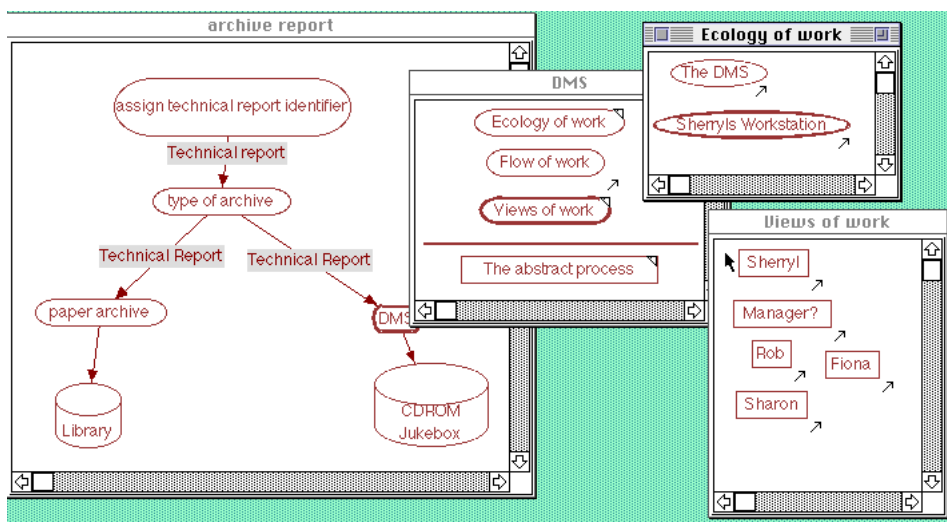 archive report
assign technical report identifier
Technical report
type of archive
Technical Report
Technical Report
paper archive
DMS
Library
CDROM
Jukebox
DMS
Ecology of work
Flow of work
Views of work
The abstract process
Ecology of work
The DMS
Sherryls Workstation
Views of work
Sherryl
Manager?
Rob
Fiona
Sharon